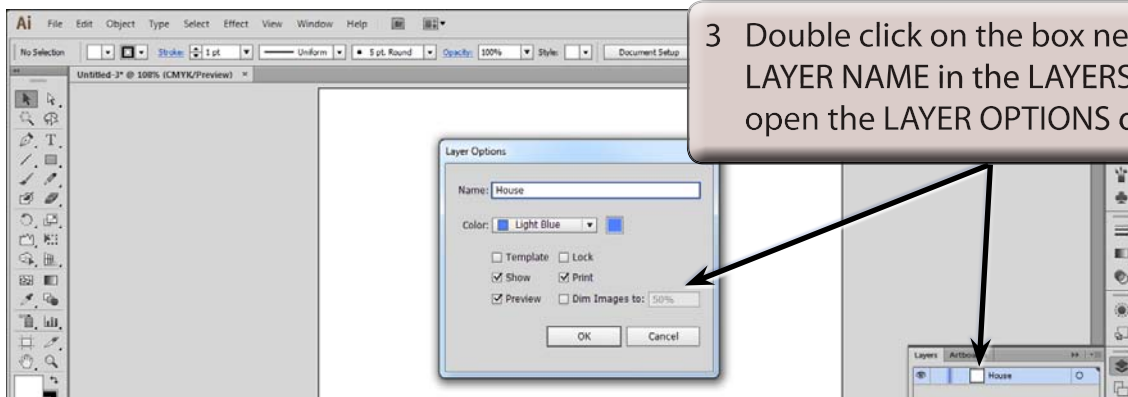 Ai File Edit Object Type Select Effect View Window Help Br
No Selection Stroke: 1 pt Uniform 5 pt. Round Opacity: 100% Style: Document Setup
Untitled-3* @ 108% (CMYK/Preview) ×
3 Double click on the box ne
LAYER NAME in the LAYERS
open the LAYER OPTIONS
Layer Options
Name: House
Color: Light Blue
Template Lock
Show Print
Preview Dim Images to: 50%
OK Cancel
Layers
House